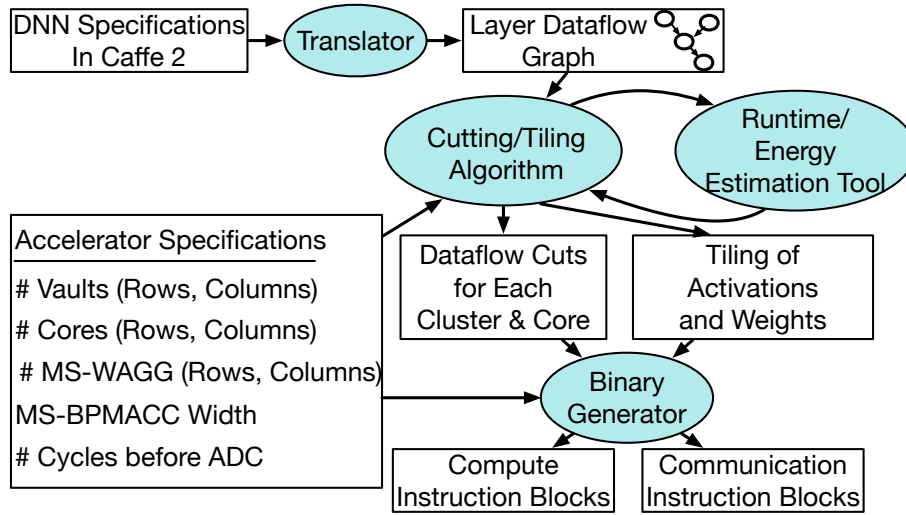 DNN Specifications
In Caffe 2
Translator
Layer Dataflow
Graph
Cutting/Tiling
Algorithm
Runtime/
Energy
Estimation Tool
Accelerator Specifications
# Vaults (Rows, Columns)
# Cores (Rows, Columns)
# MS-WAGG (Rows, Columns)
MS-BPMACC Width
# Cycles before ADC
Dataflow Cuts
for Each
Cluster & Core
Tiling of
Activations
and Weights
Binary
Generator
Compute
Instruction Blocks
Communication
Instruction Blocks